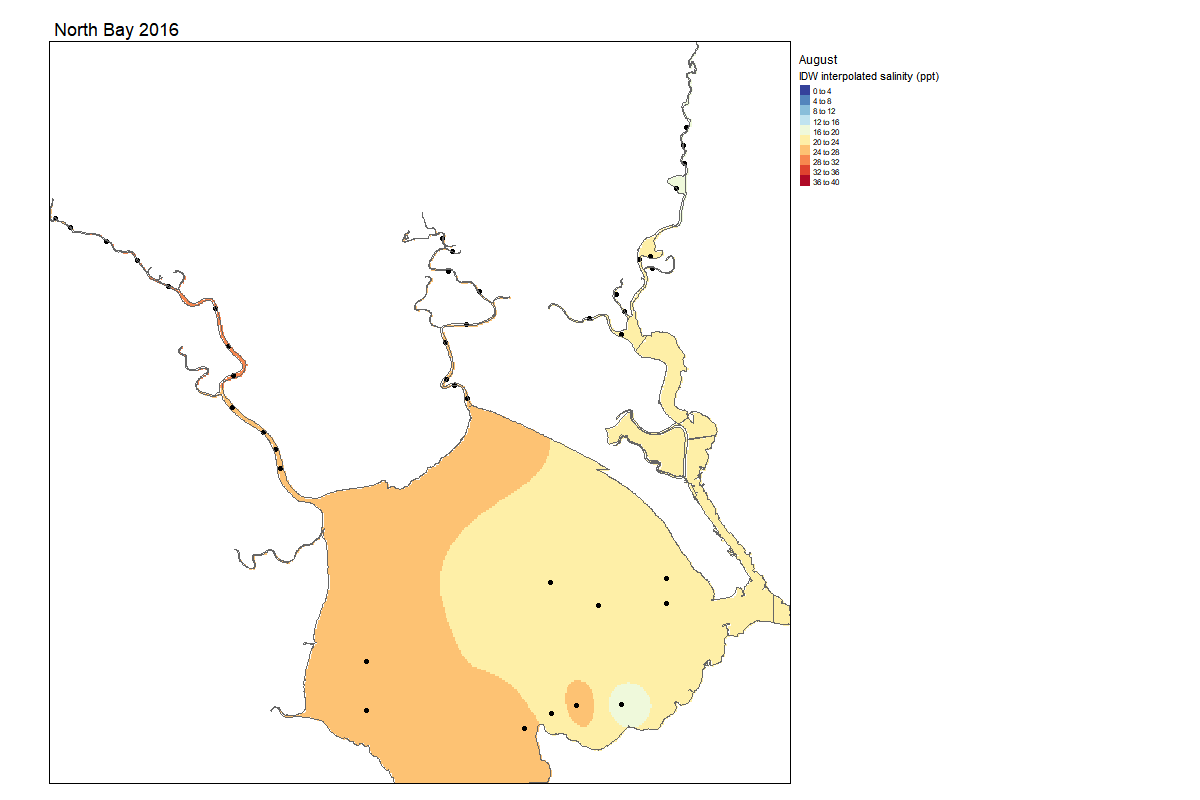 North Bay 2016
August
IDW interpolated salinity (ppt)
0 to 4
4 to 8
8 to 12
12 to 16
16 to 20
20 to 24
24 to 28
28 to 32
32 to 36
36 to 40